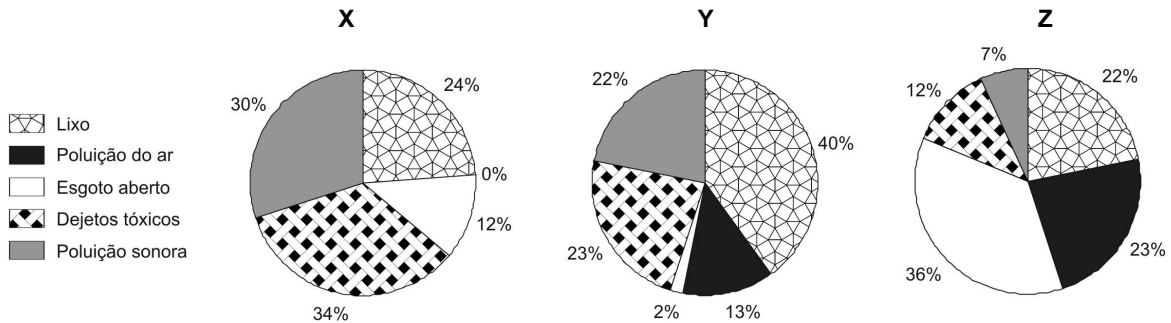 X
Y
Z
Lixo
Poluição do ar
Esgoto aberto
Dejetos tóxicos
Poluição sonora
30%
24%
0%
12%
34%
22%
40%
23%
2%
13%
7%
12%
22%
36%
23%